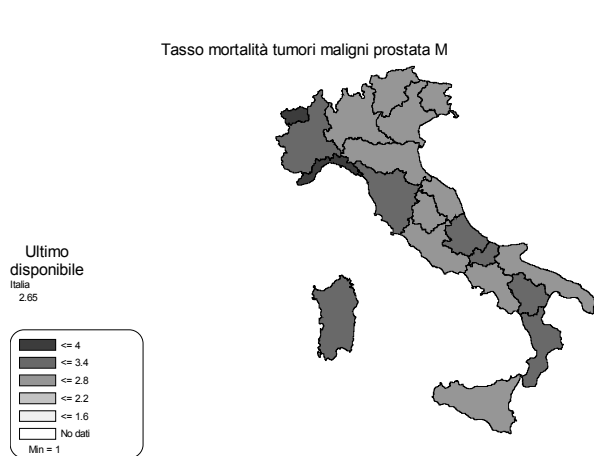 Tasso mortalità tumori maligni prostata M
Ultimo
disponibile
Italia
2.65
<= 4
<= 3.4
<= 2.8
<= 2.2
<= 1.6
No dati
Min = 1